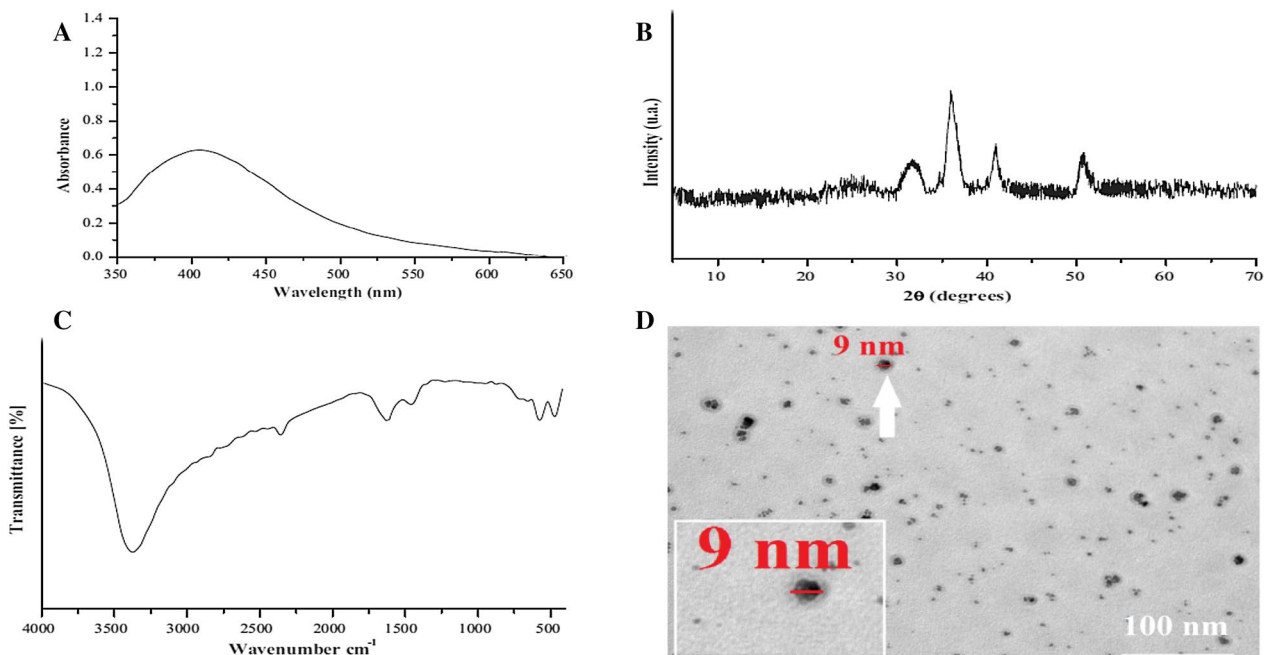 A
1.4
1.2
1.0
0.8
0.6
0.4
0.2
0.0
Absorbance
350 400 450 500 550 600 650
Wavelength (nm)
B
Intensity (u.a.)
10 20 30 40 50 60 70
2θ (degrees)
C
Transmittance [%]
4000 3500 3000 2500 2000 1500 1000 500
Wavenumber cm-1
D
9 nm
9 nm
100 nm